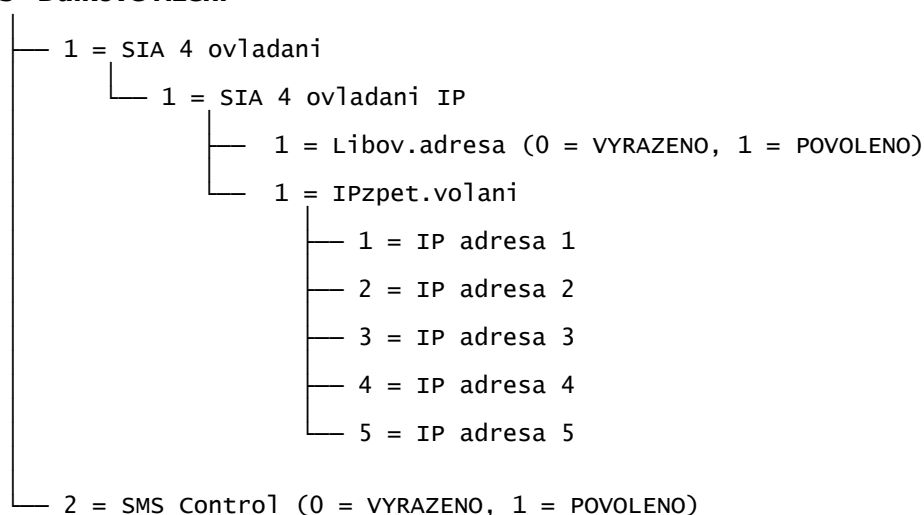 1 = SIA 4 ovladani
1 = SIA 4 ovladani IP
1 = Libov.adresa (0 = VYRAZENO, 1 = POVOLENO)
1 = IPzpet.volani
1 = IP adresa 1
2 = IP adresa 2
3 = IP adresa 3
4 = IP adresa 4
5 = IP adresa 5
2 = SMS Control (0 = VYRAZENO, 1 = POVOLENO)